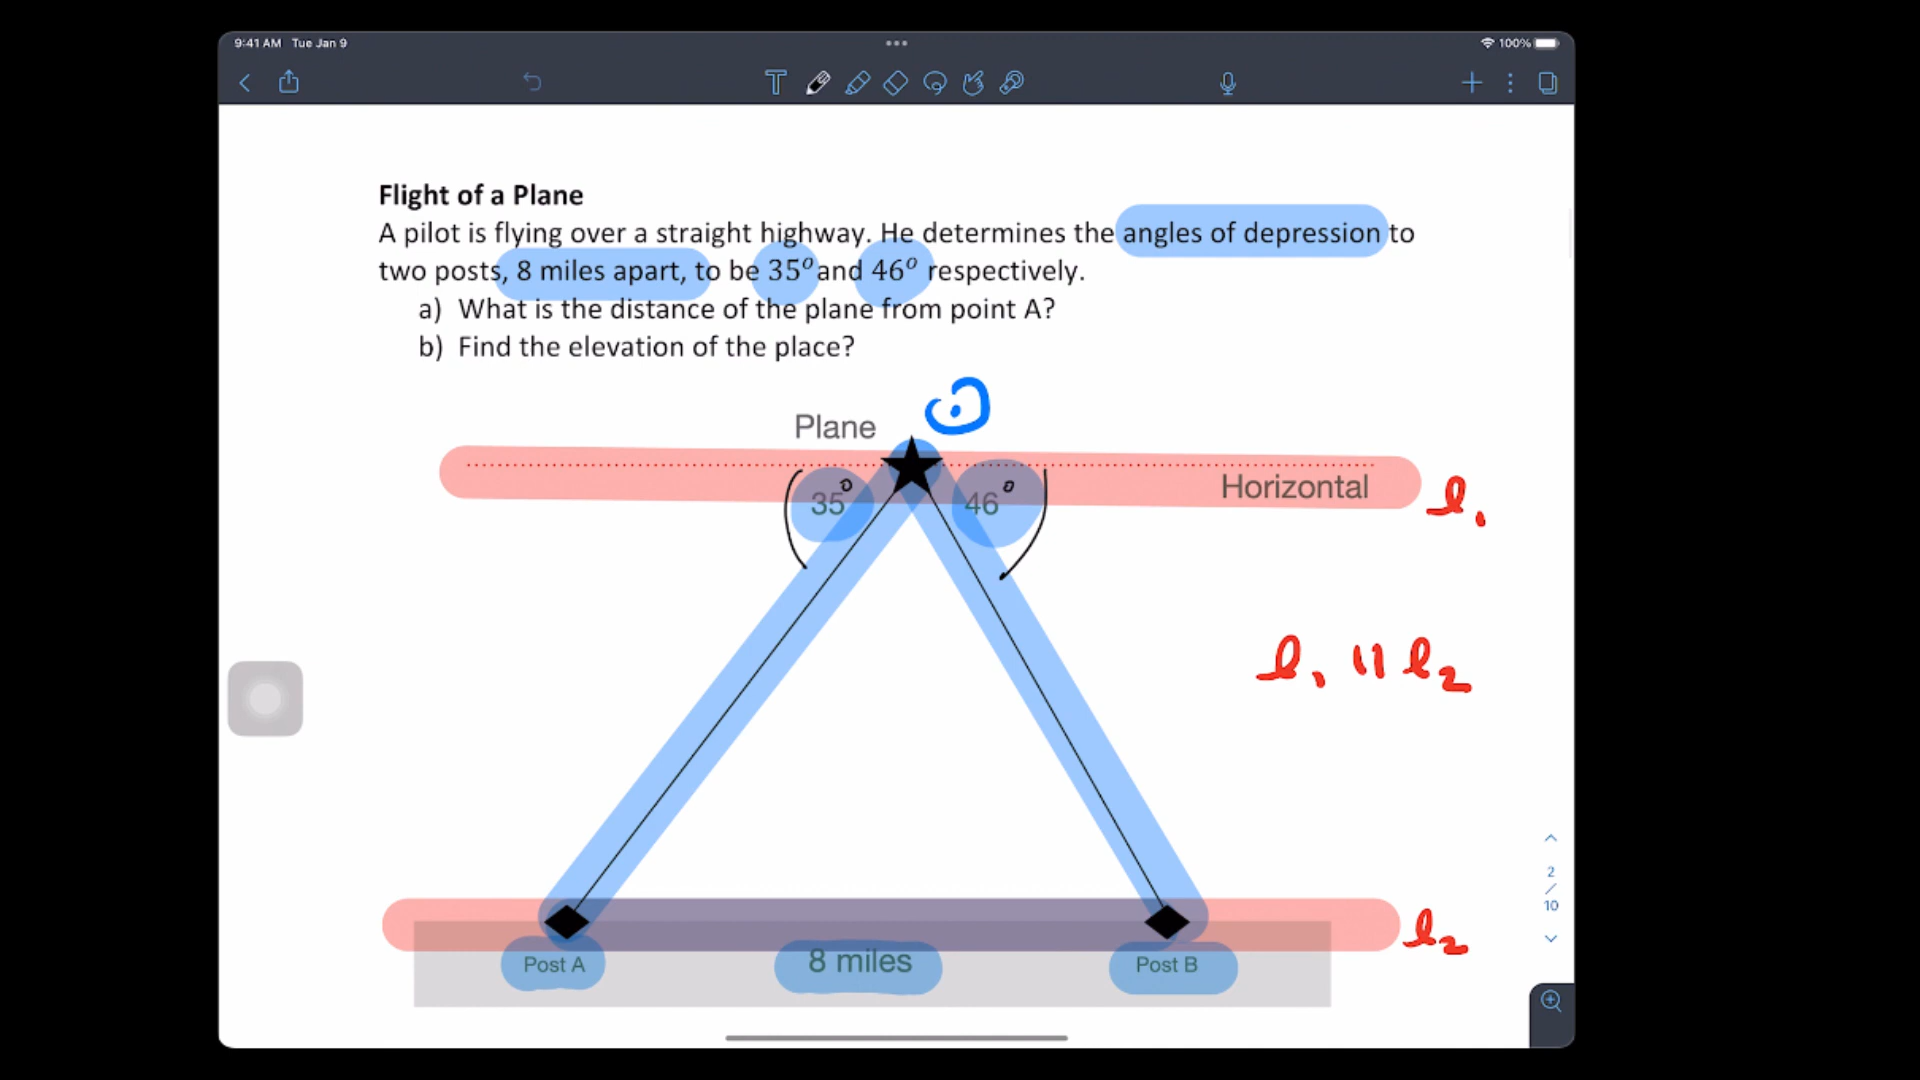 9:41 AM Tue Jan 9
100%
Flight of a Plane
A pilot is flying over a straight highway. He determines the angles of depression to
two posts, 8 miles apart, to be 35° and 46° respectively.
a) What is the distance of the plane from point A?
b) Find the elevation of the place?
Plane
35°
46°
Horizontal
l₁
l₁ || l₂
l₂
Post A
8 miles
Post B
2
/
10